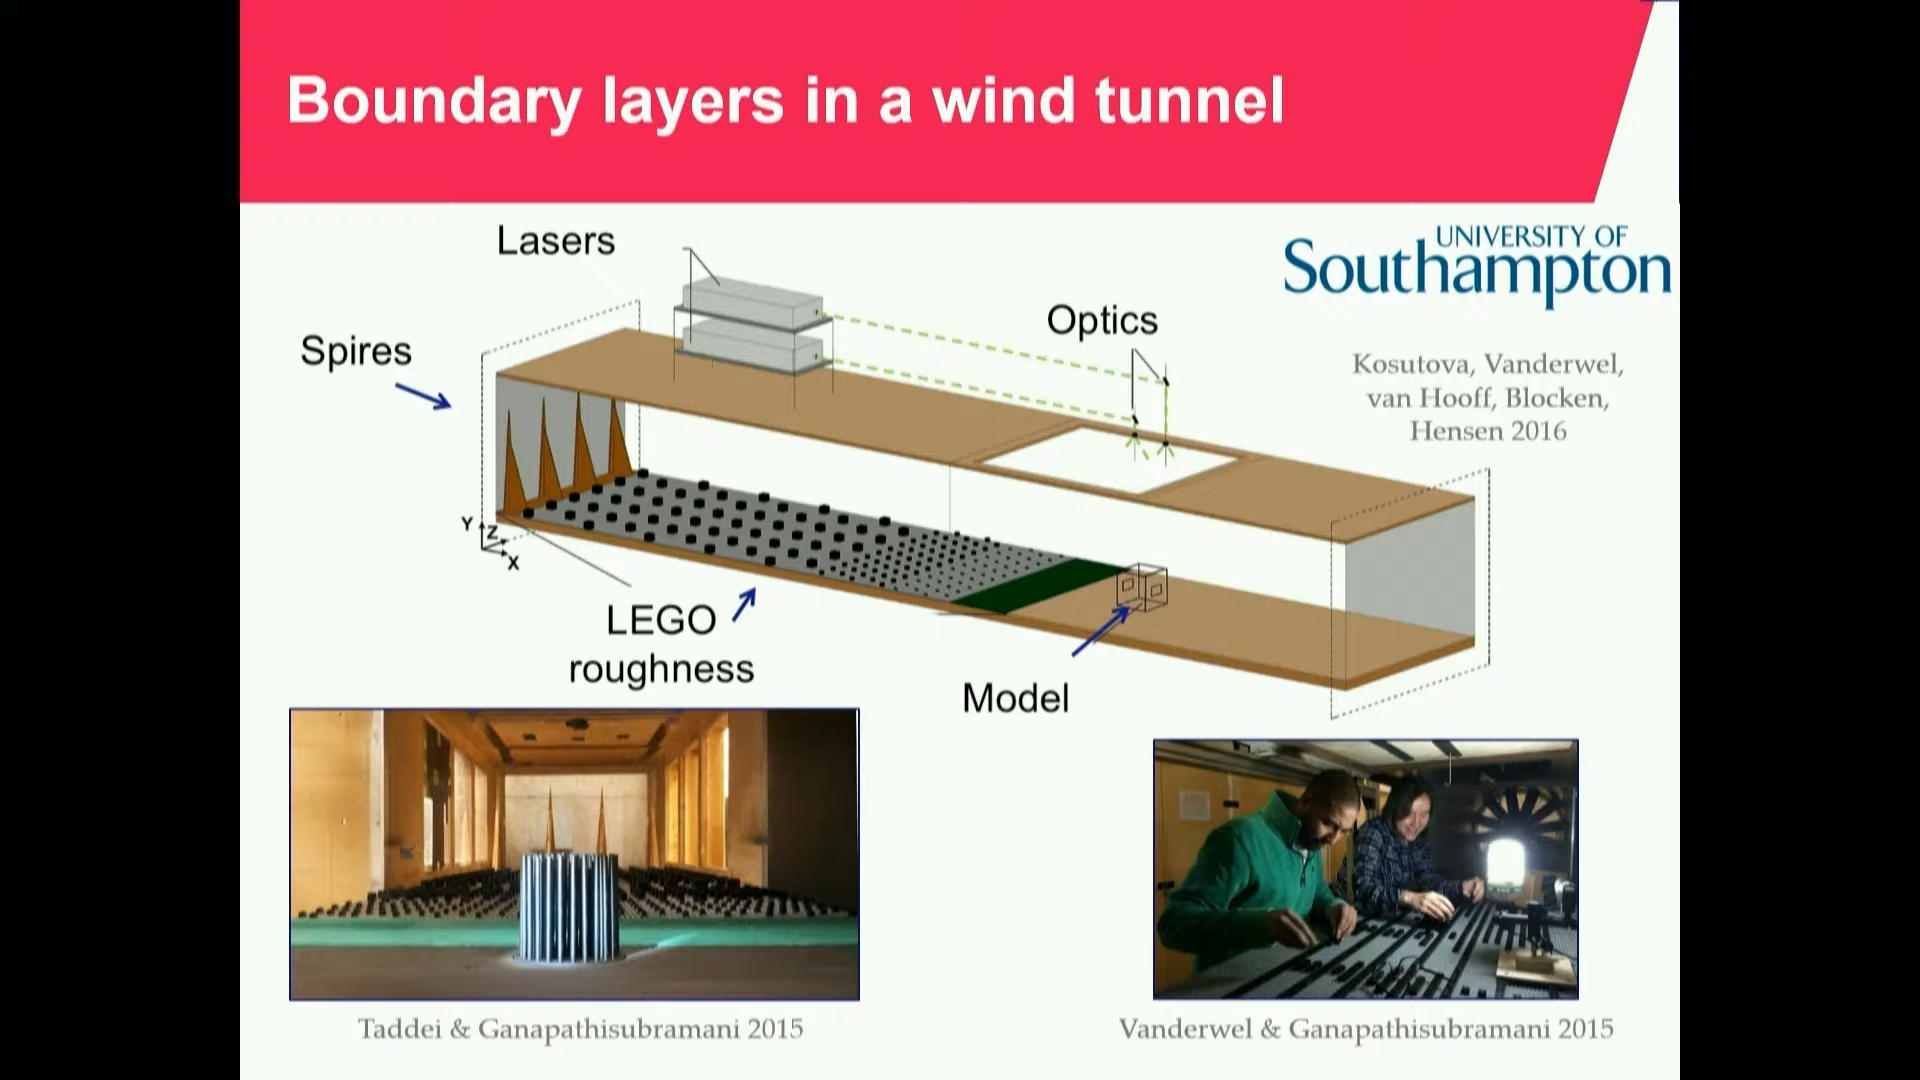 Boundary layers in a wind tunnel
Lasers
UNIVERSITY OF
Southampton
Optics
Spires
Kosutova, Vanderwel,
van Hooff, Blocken,
Hensen 2016
Y
Z
X
LEGO
roughness
Model
Taddei & Ganapathisubramani 2015
Vanderwel & Ganapathisubramani 2015